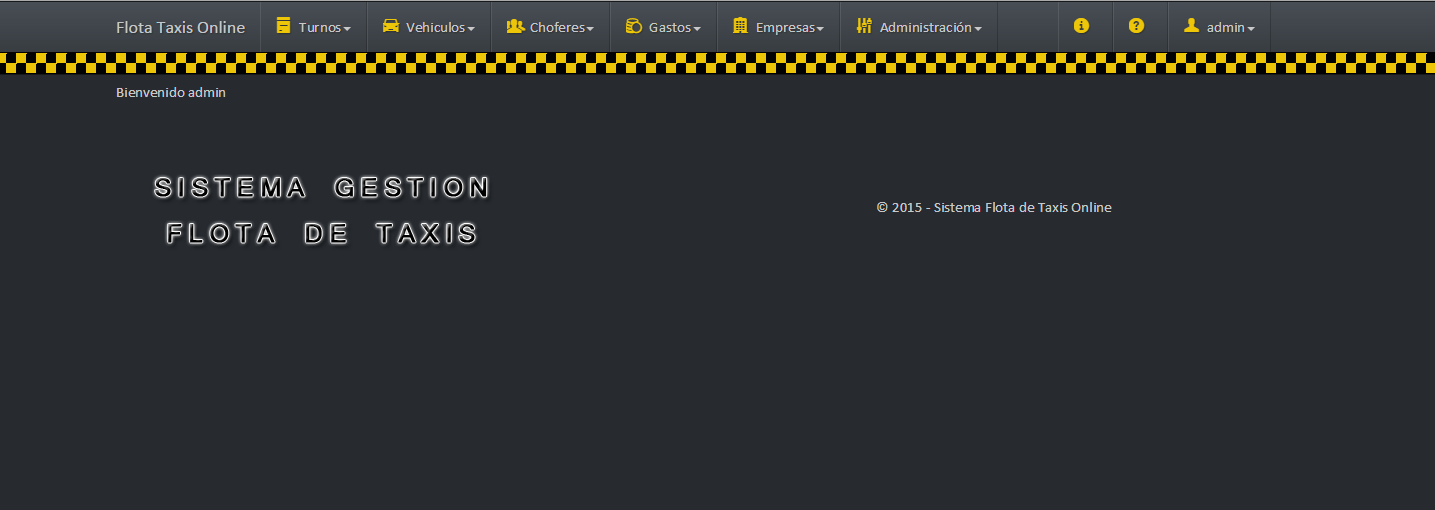 Flota Taxis Online Turnos Vehiculos Choferes Gastos Empresas Administración admin
Bienvenido admin
SISTEMA GESTION
FLOTA DE TAXIS
© 2015 - Sistema Flota de Taxis Online